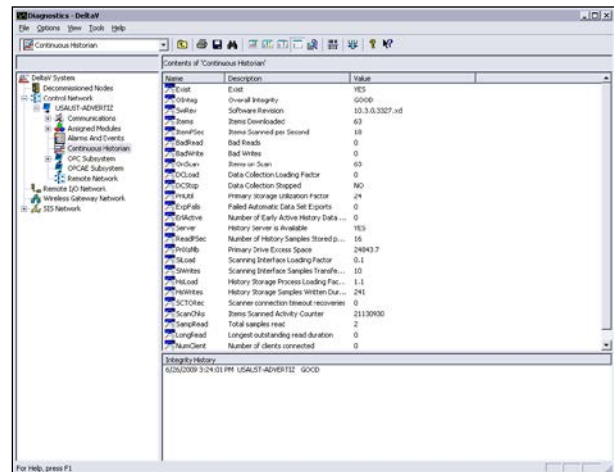 Diagnostics - DeltaV
File Options View Tools Help
Continuous Historian
Contents of 'Continuous Historian'
DeltaV System
Decommissioned Nodes
Control Network
USAUST-ADVERTIZ
Communications
Assigned Modules
Alarms And Events
Continuous Historian
OPC Subsystem
OPCAE Subsystem
Remote Network
Remote I/O Network
Wireless Gateway Network
SIS Network
Name Description Value
Exist Exist YES
OInteg Overall Integrity GOOD
SwRev Software Revision 10.3.0.3327.xd
Items Items Downloaded 63
ItemPSec Items Scanned per Second 18
BadRead Bad Reads 0
BadWrite Bad Writes 0
OnScan Items on Scan 63
DCLoad Data Collection Loading Factor 0
DCStop Data Collection Stopped NO
PriUtil Primary Storage Utilization Factor 24
ExpFails Failed Automatic Data Set Exports 0
ErlActive Number of Early Active History Data ... 0
Server History Server is Available YES
ReadPSec Number of History Samples Stored p... 16
PriXsMb Primary Drive Excess Space 24843.7
SiLoad Scanning Interface Loading Factor 0.1
SiWrites Scanning Interface Samples Transfe... 10
HsLoad History Storage Process Loading Fac... 1.1
HsWrites History Storage Samples Written Dur... 241
SCTORec Scanner connection timeout recoveries 0
ScanChks Items Scanned Activity Counter 21130930
SampRead Total samples read 2
LongRead Longest outstanding read duration 0
NumClient Number of clients connected 0
Integrity History
6/26/2009 3:24:01 PM USAUST-ADVERTIZ GOOD
For Help, press F1